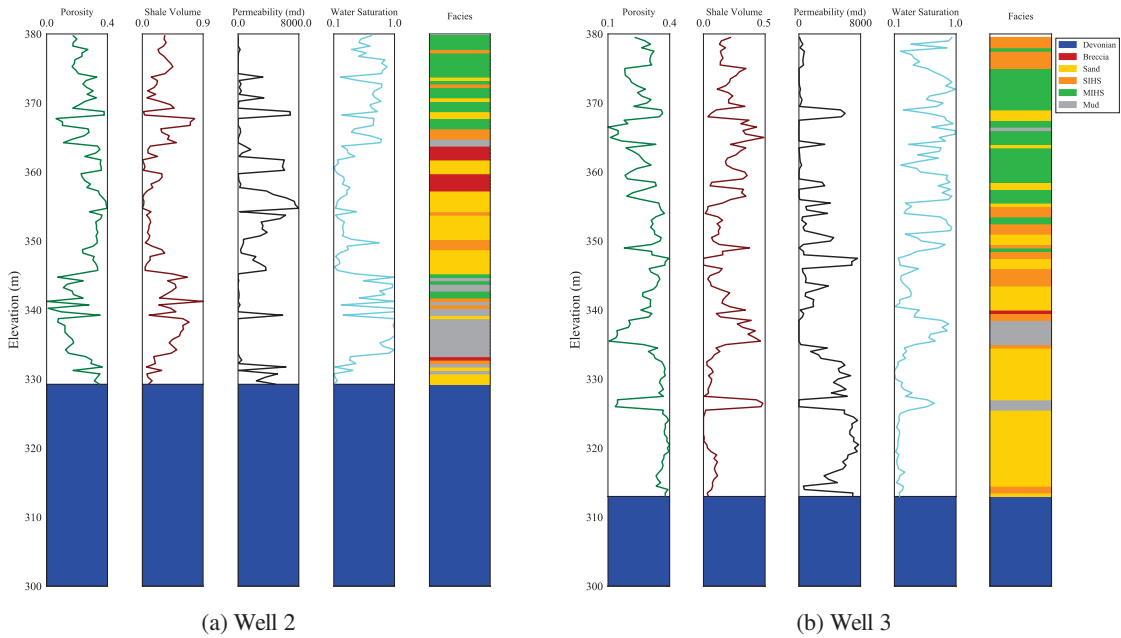 Porosity Shale Volume Permeability (md) Water Saturation Facies
0.0 0.4 0.0 0.9 0.0 8000.0 0.1 1.0
380
370
360
350
340
330
320
310
300
Elevation (m)
(a) Well 2
Porosity Shale Volume Permeability (md) Water Saturation Facies
0.1 0.4 0.0 0.5 0.0 8000 0.1 1.0
380
370
360
350
340
330
320
310
300
Elevation (m)
Devonian
Breccia
Sand
SIHS
MIHS
Mud
(b) Well 3